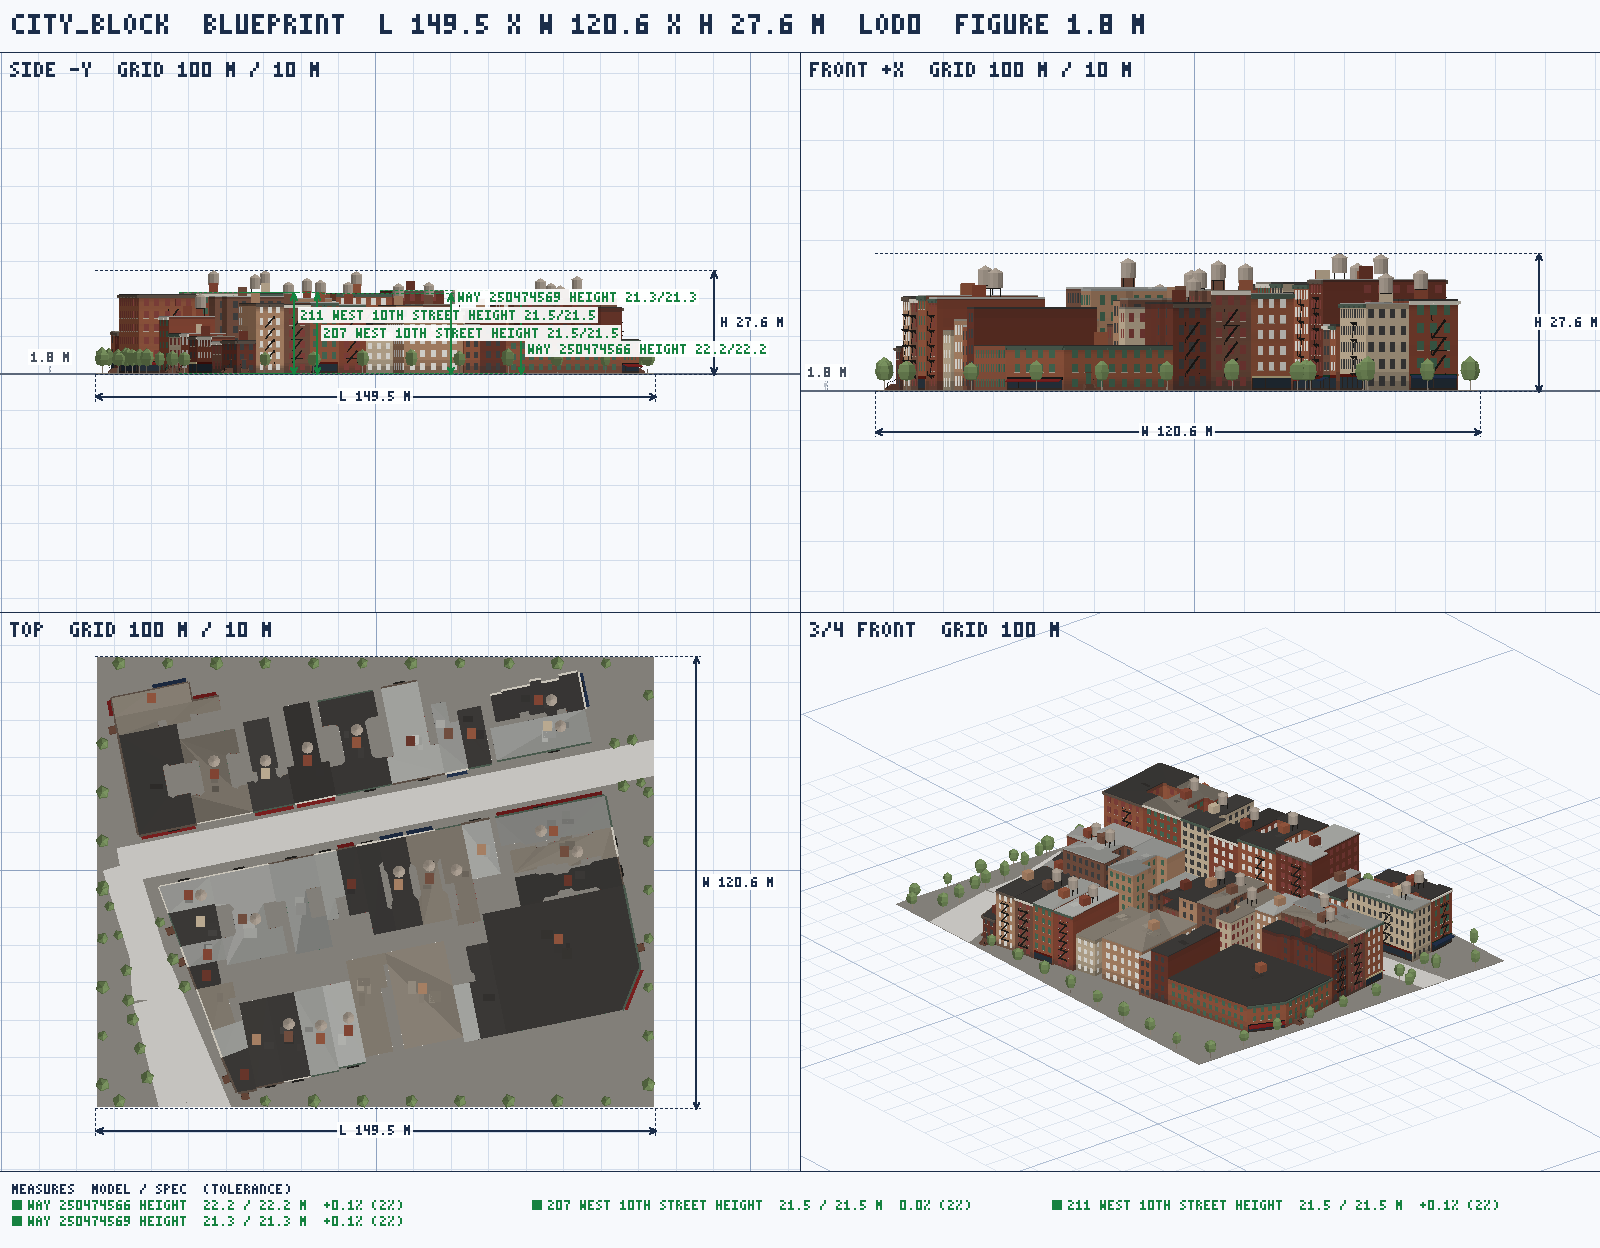 CITY_BLOCK BLUEPRINT L 149.5 X W 120.6 X H 27.6 M LOD0 FIGURE 1.8 M
SIDE -Y GRID 100 M / 10 M
FRONT +X GRID 100 M / 10 M
WAY 250474569 HEIGHT 21.3/21.3
211 WEST 10TH STREET HEIGHT 21.5/21.5
207 WEST 10TH STREET HEIGHT 21.5/21.5
WAY 250474566 HEIGHT 22.2/22.2
H 27.6 M
1.8 M
L 149.5 M
H 27.6 M
1.8 M
W 120.6 M
TOP GRID 100 M / 10 M
3/4 FRONT GRID 100 M
W 120.6 M
L 149.5 M
MEASURES MODEL / SPEC (TOLERANCE)
WAY 250474566 HEIGHT 22.2 / 22.2 M +0.1% (2%)
207 WEST 10TH STREET HEIGHT 21.5 / 21.5 M 0.0% (2%)
211 WEST 10TH STREET HEIGHT 21.5 / 21.5 M +0.1% (2%)
WAY 250474569 HEIGHT 21.3 / 21.3 M +0.1% (2%)